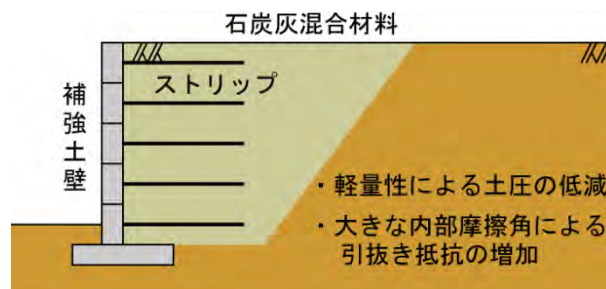 石炭灰混合材料
ストリップ
補強土壁
・軽量性による土圧の低減
・大きな内部摩擦角による
引抜き抵抗の増加